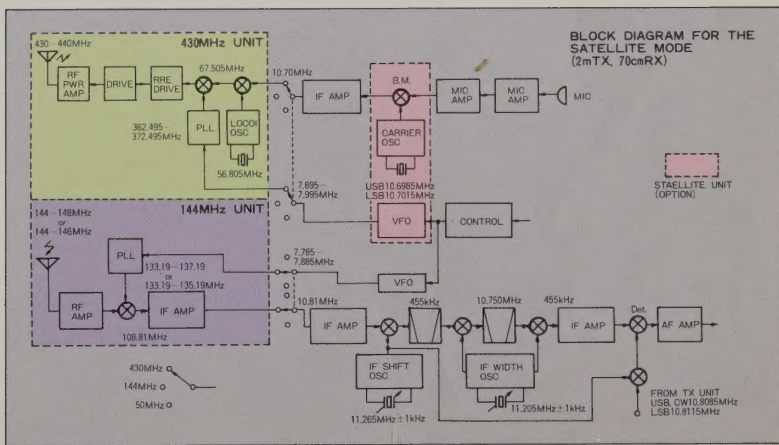 BLOCK DIAGRAM FOR THE
SATELLITE MODE
(2mTX, 70cmRX)
430-440MHz
430MHz UNIT
67.505MHz
RF
PWR
AMP
DRIVE
RRE
DRIVE
362.495-
372.495MHz
PLL
LOCOI
OSC
56.805MHz
10.70MHz
IF AMP
B.M.
CARRIER
OSC
USB10.6985MHz
LSB10.7015MHz
MIC
AMP
MIC
AMP
MIC
STAELLITE UNIT
(OPTION)
7.895-
7.995MHz
VFO
CONTROL
144-148MHz
or
144-146MHz
144MHz UNIT
PLL
133.19-137.19
or
133.19-135.19MHz
RF
AMP
IF AMP
108.81MHz
7.785-
7.885MHz
VFO
10.81MHz
IF AMP
455kHz
10.750MHz
455kHz
IF AMP
Det.
AF AMP
IF SHIFT
OSC
11.265MHz±1kHz
IF WIDTH
OSC
11.205MHz±1kHz
FROM TX UNIT
USB, CW10.8085MHz
LSB10.8115MHz
430MHz
144MHz
50MHz